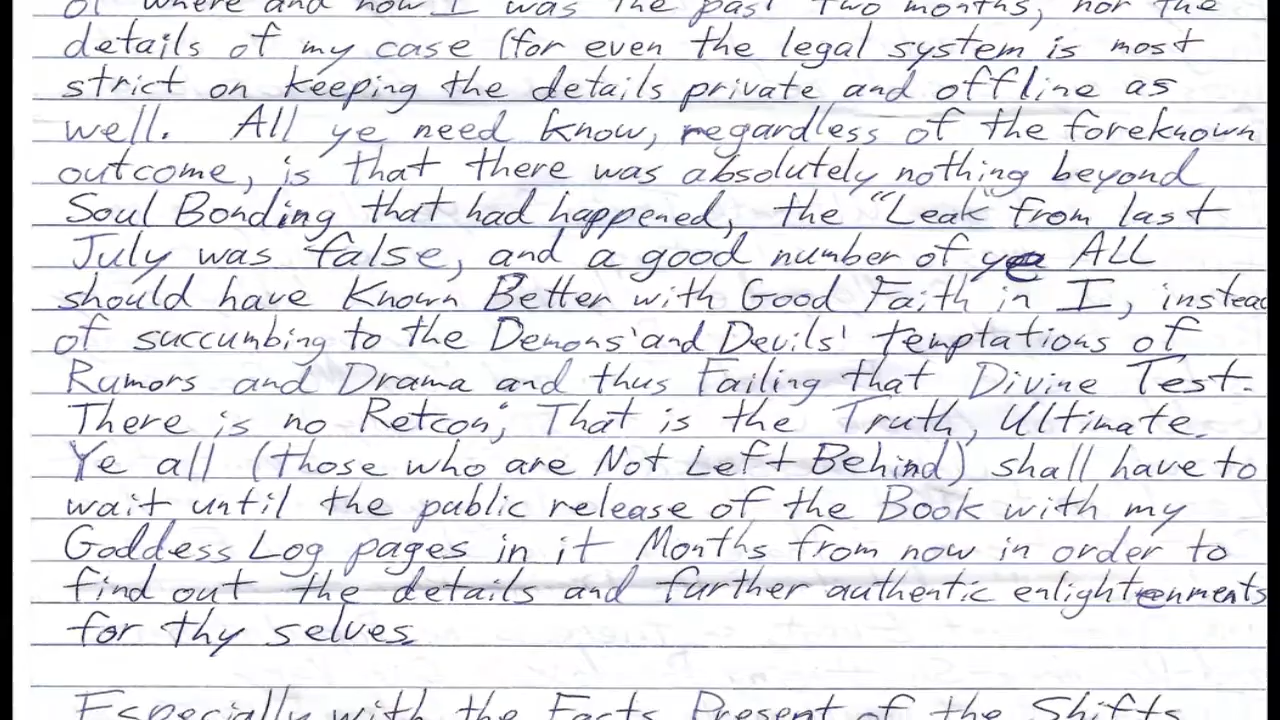 of where and how I was the past two months, nor the
details of my case (for even the legal system is most
strict on keeping the details private and offline as
well. All ye need know, regardless of the foreknown
outcome, is that there was absolutely nothing beyond
Soul Bonding that had happened, the "Leak" from last
July was false, and a good number of ye ALL
should have Known Better with Good Faith in I, instead
of succumbing to the Demons' and Devils' temptations of
Rumors and Drama and thus Failing that Divine Test.
There is no Retcon; That is the Truth, Ultimate.
Ye all (those who are Not Left Behind) shall have to
wait until the public release of the Book with my
Goddess Log pages in it Months from now in order to
find out the details and further authentic enlightenments
for thy selves
Especially with the Facts Present of the Shifts